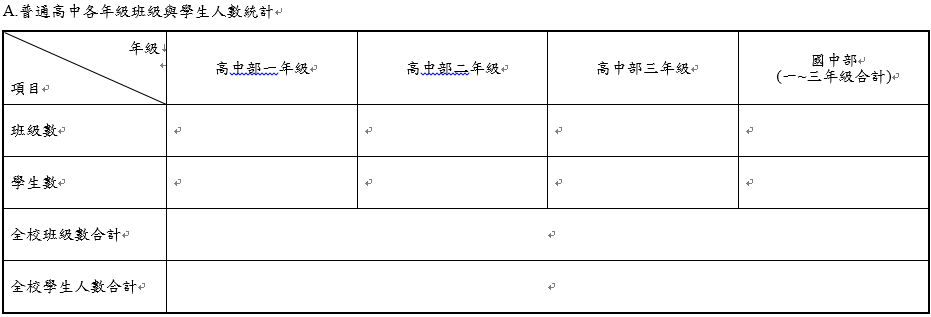 A.普通高中各年級班級與學生人數統計
年級
項目
高中部一年級
高中部二年級
高中部三年級
國中部
(一~三年級合計)
班級數
學生數
全校班級數合計
全校學生人數合計